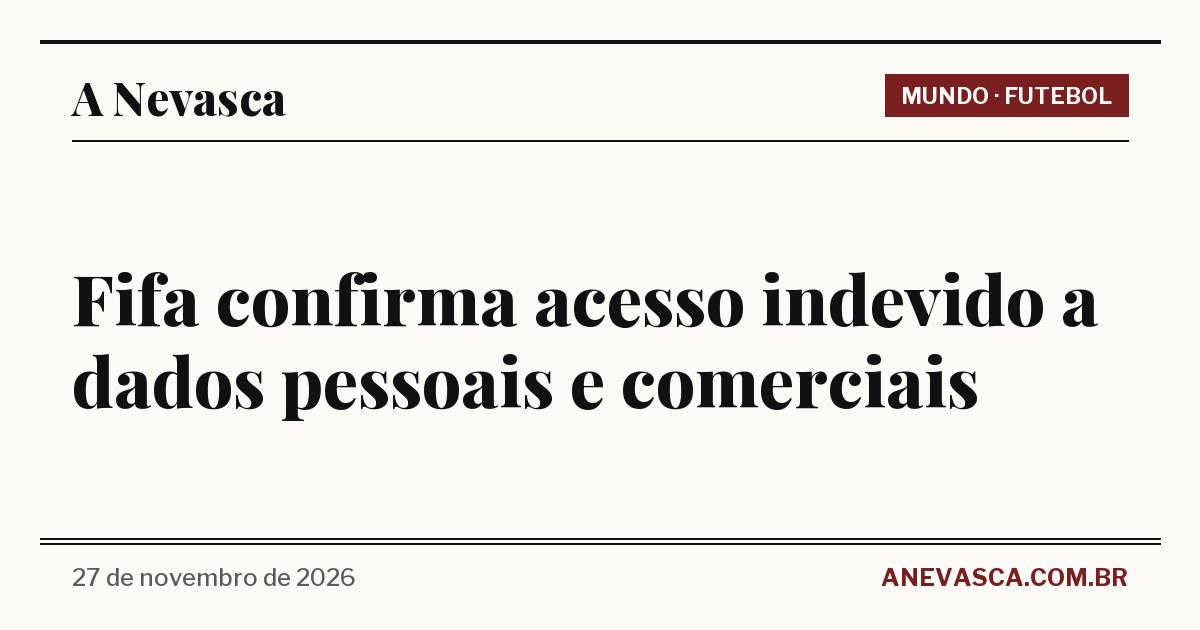 A Nevasca
MUNDO · FUTEBOL
Fifa confirma acesso indevido a
dados pessoais e comerciais
27 de novembro de 2026
ANEVASCA.COM.BR